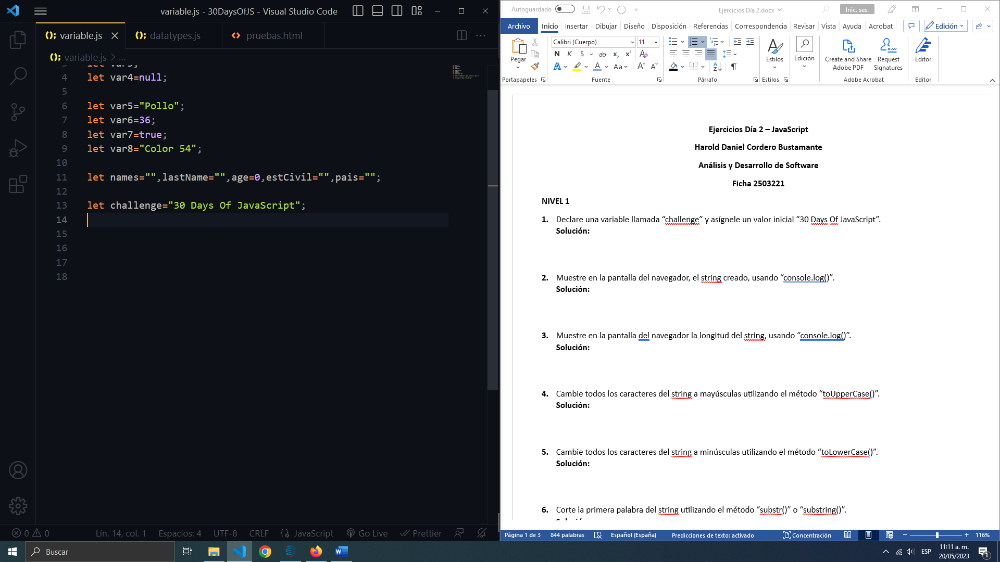 variable.js - 30DaysOfJS - Visual Studio Code
variable.js
datatypes.js
pruebas.html
variable.js > ...
let var3;
4 let var4=null;
5
6 let var5="Pollo";
7 let var6=36;
8 let var7=true;
9 let var8="Color 54";
10
11 let names="",lastName="",age=0,estCivil="",pais="";
12
13 let challenge="30 Days Of JavaScript";
14
15
16
17
18
0 0 Lín. 14, col. 1 Espacios: 4 UTF-8 CRLF JavaScript Go Live Prettier
Autoguardado Ejercicios Día 2.docx Inic. ses.
Archivo Inicio Insertar Dibujar Diseño Disposición Referencias Correspondencia Revisar Vista Ayuda Acrobat Edición
Pegar
Portapapeles
Calibri (Cuerpo) 11
N K S ab x₂ x² A
A A Aa A A
Fuente
Párrafo
Estilos
Estilos
Edición
Create and Share Adobe PDF
Request Signatures
Adobe Acrobat
Editor
Editor
Ejercicios Día 2 – JavaScript
Harold Daniel Cordero Bustamante
Análisis y Desarrollo de Software
Ficha 2503221
NIVEL 1
1. Declare una variable llamada “challenge” y asígnele un valor inicial “30 Days Of JavaScript”.
Solución:
2. Muestre en la pantalla del navegador, el string creado, usando “console.log()”.
Solución:
3. Muestre en la pantalla del navegador la longitud del string, usando “console.log()”.
Solución:
4. Cambie todos los caracteres del string a mayúsculas utilizando el método “toUpperCase()”.
Solución:
5. Cambie todos los caracteres del string a minúsculas utilizando el método “toLowerCase()”.
Solución:
6. Corte la primera palabra del string utilizando el método “substr()” o “substring()”.
Página 1 de 3 844 palabras Español (España) Predicciones de texto: activado Concentración 116%
Buscar
ESP
11:11 a. m.
20/05/2023
1